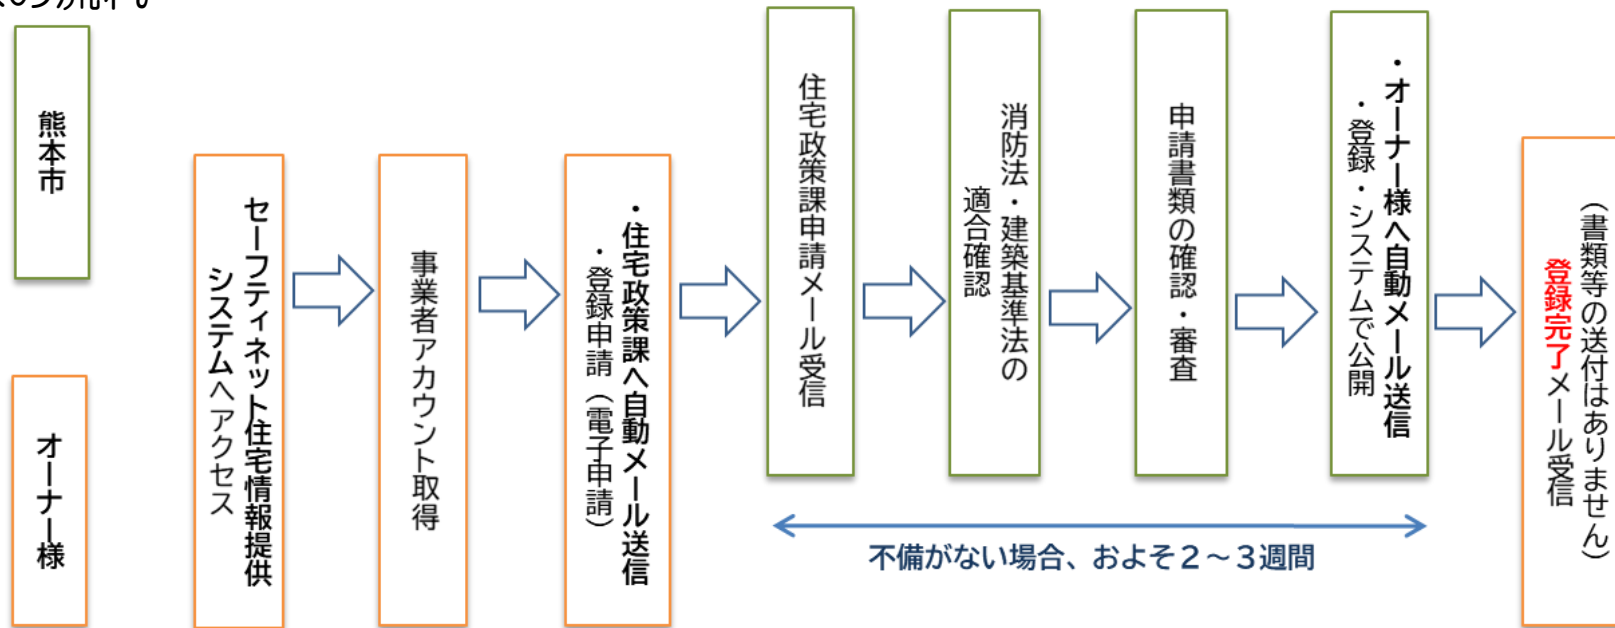 熊本市
オーナー様
セーフティネット住宅情報提供
システムへアクセス
事業者アカウント取得
・住宅政策課へ自動メール送信
・登録申請（電子申請）
住宅政策課申請メール受信
消防法・建築基準法の
適合確認
申請書類の確認・審査
・オーナー様へ自動メール送信
・登録・システムで公開
（書類等の送付はありません）
登録完了メール受信
不備がない場合、およそ２～３週間